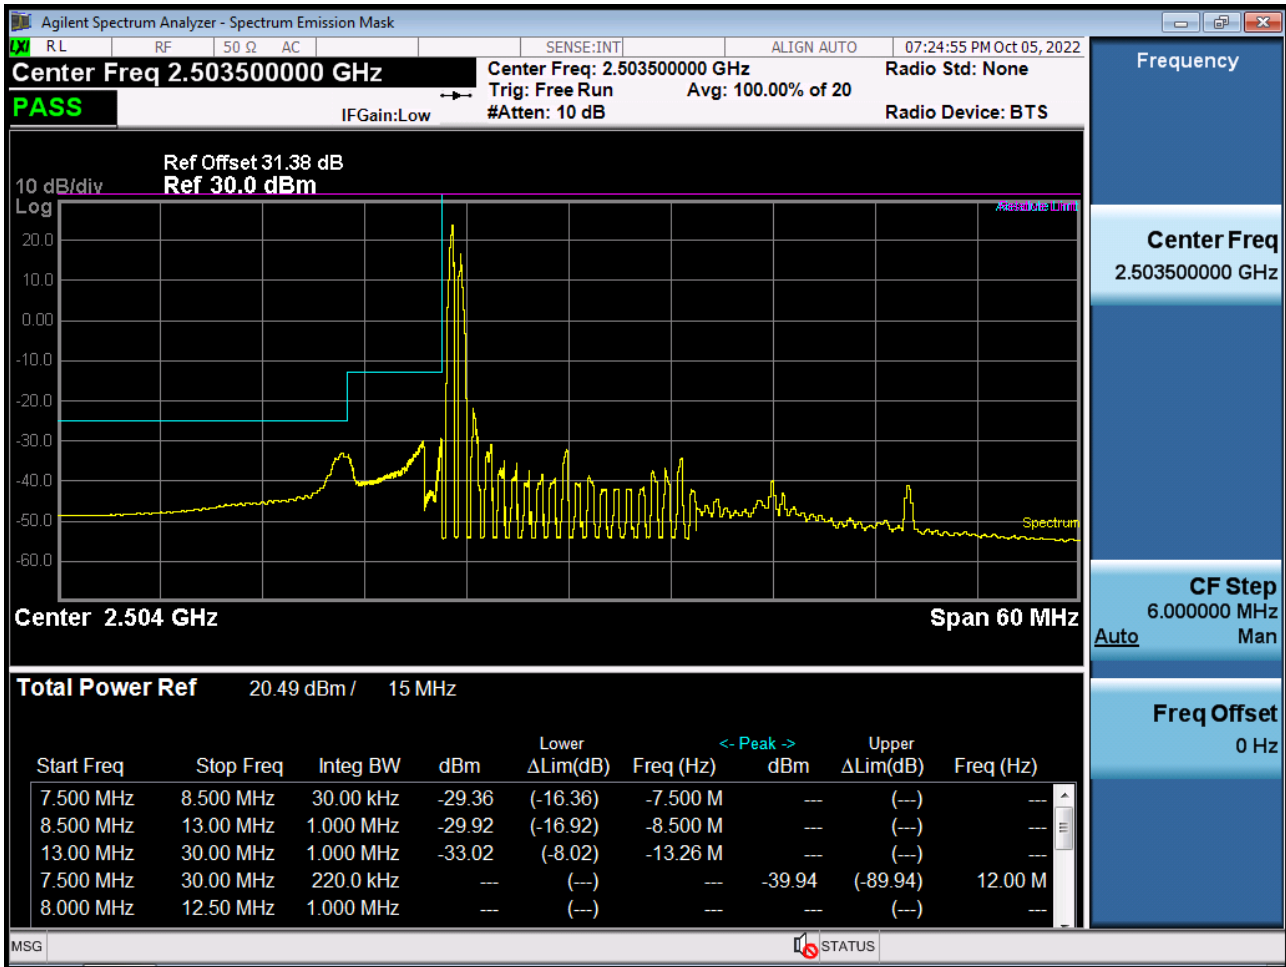 Agilent Spectrum Analyzer - Spectrum Emission Mask
LXI RL RF 50 Ω AC SENSE:INT ALIGN AUTO 07:24:55 PM Oct 05, 2022
Center Freq 2.503500000 GHz
Center Freq: 2.503500000 GHz Radio Std: None
Trig: Free Run Avg: 100.00% of 20
PASS
IFGain:Low #Atten: 10 dB Radio Device: BTS
Ref Offset 31.38 dB
10 dB/div Ref 30.0 dBm
Log
Absolute Limit
20.0
10.0
0.00
-10.0
-20.0
-30.0
-40.0
-50.0
Spectrum
-60.0
Center 2.504 GHz Span 60 MHz
Total Power Ref 20.49 dBm / 15 MHz
Lower <- Peak -> Upper
Start Freq Stop Freq Integ BW dBm ΔLim(dB) Freq (Hz) dBm ΔLim(dB) Freq (Hz)
7.500 MHz 8.500 MHz 30.00 kHz -29.36 (-16.36) -7.500 M --- (---) ---
8.500 MHz 13.00 MHz 1.000 MHz -29.92 (-16.92) -8.500 M --- (---) ---
13.00 MHz 30.00 MHz 1.000 MHz -33.02 (-8.02) -13.26 M --- (---) ---
7.500 MHz 30.00 MHz 220.0 kHz --- (---) --- -39.94 (-89.94) 12.00 M
8.000 MHz 12.50 MHz 1.000 MHz --- (---) --- --- (---) ---
MSG STATUS
Frequency
Center Freq
2.503500000 GHz
CF Step
6.000000 MHz
Auto Man
Freq Offset
0 Hz